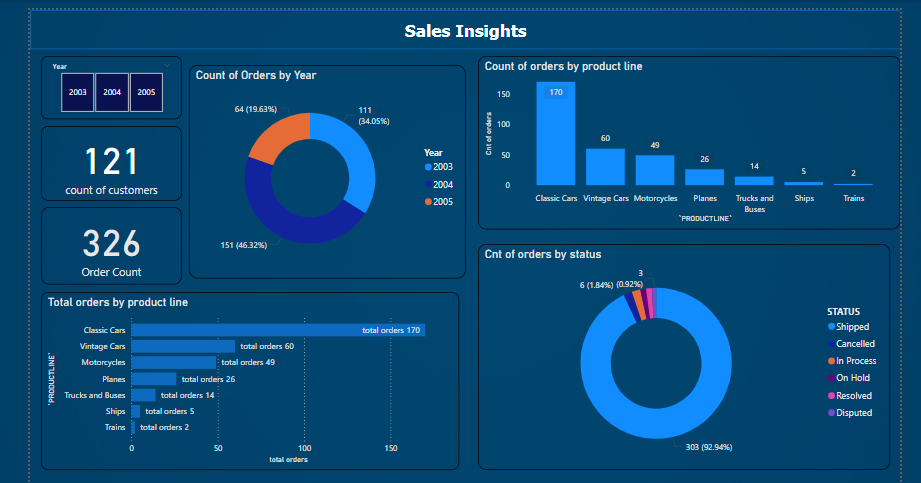 Sales Insights
Year
2003
2004
2005
121
count of customers
326
Order Count
Count of Orders by Year
64 (19.63%)
111
(34.05%)
151 (46.32%)
Year
2003
2004
2005
Count of orders by product line
Cnt of orders
150
100
50
0
170
60
49
26
14
5
2
Classic Cars
Vintage Cars
Motorcycles
Planes
Trucks and
Buses
Ships
Trains
`PRODUCTLINE`
Total orders by product line
`PRODUCTLINE`
Classic Cars
total orders 170
Vintage Cars
total orders 60
Motorcycles
total orders 49
Planes
total orders 26
Trucks and Buses
total orders 14
Ships
total orders 5
Trains
total orders 2
0
50
100
150
total orders
Cnt of orders by status
3
(0.92%)
6 (1.84%)
303 (92.94%)
STATUS
Shipped
Cancelled
In Process
On Hold
Resolved
Disputed